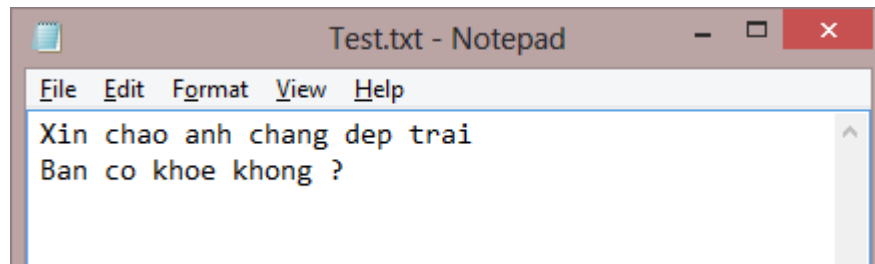 Test.txt - Notepad
File Edit Format View Help
Xin chao anh chang dep trai
Ban co khoe khong ?